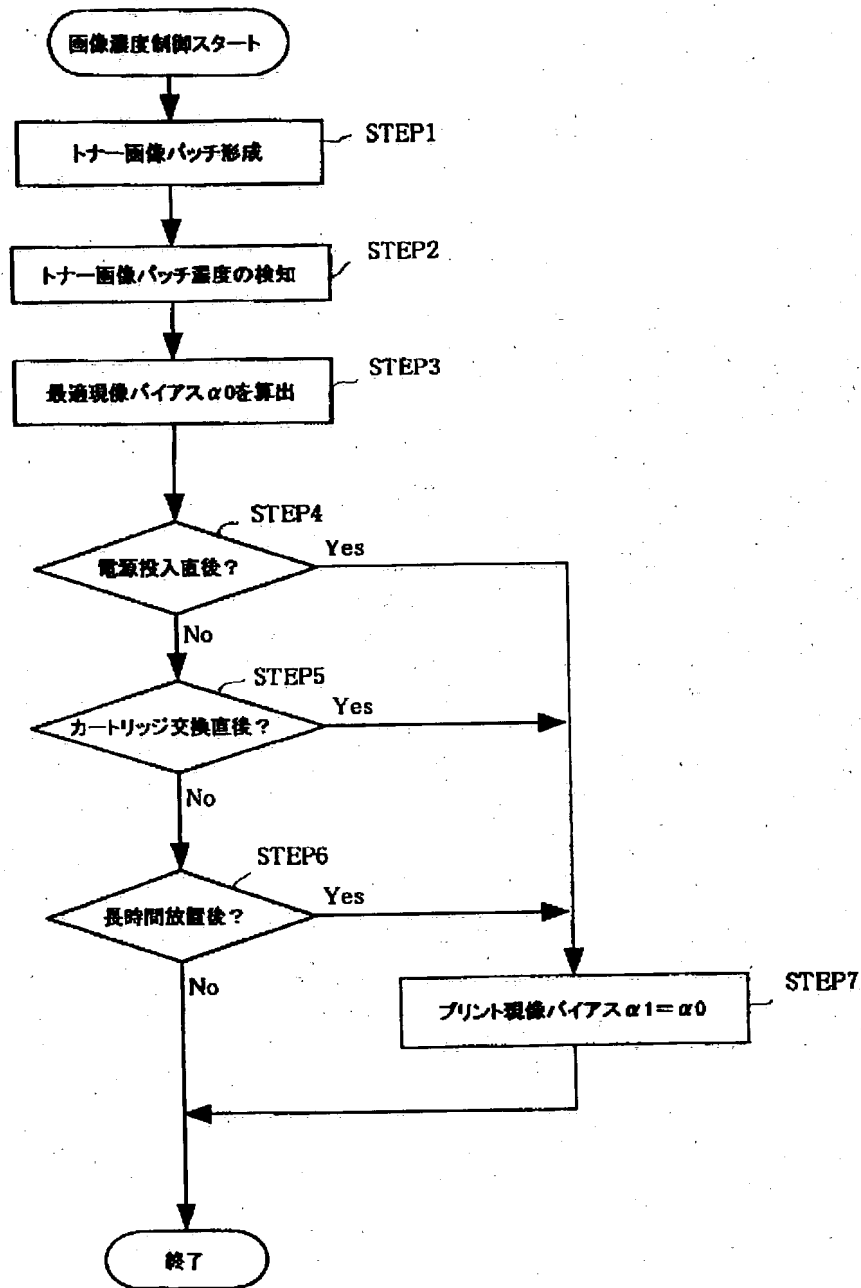 画像濃度制御スタート
トナー画像パッチ形成
STEP1
トナー画像パッチ濃度の検知
STEP2
最適現像バイアスα0を算出
STEP3
STEP4
電源投入直後？
Yes
No
STEP5
カートリッジ交換直後？
Yes
No
STEP6
長時間放置後？
Yes
No
プリント現像バイアスα1＝α0
STEP7
終了